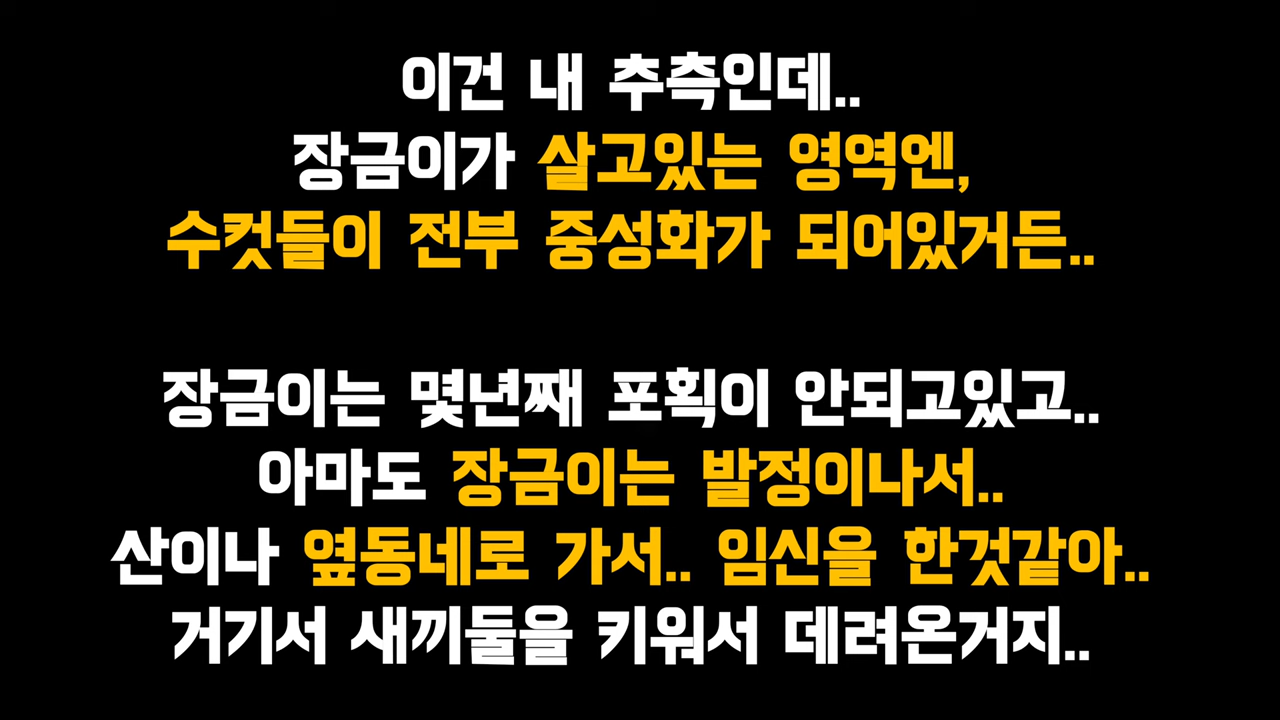 이건 내 추측인데..
장금이가 살고있는 영역엔,
수컷들이 전부 중성화가 되어있거든..
장금이는 몇년째 포획이 안되고있고..
아마도 장금이는 발정이나서..
산이나 옆동네로 가서.. 임신을 한것같아..
거기서 새끼둘을 키워서 데려온거지..